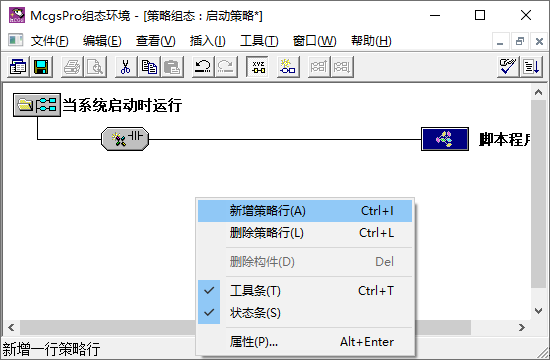 McgsPro组态环境 - [策略组态：启动策略*]
文件(F) 编辑(E) 查看(V) 插入(I) 工具(T) 窗口(W) 帮助(H)
XYZ
当系统启动时运行
脚本程序
新增策略行(A) Ctrl+I
删除策略行(L) Ctrl+L
删除构件(D) Del
工具条(T) Ctrl+T
状态条(S)
属性(P)... Alt+Enter
新增一行策略行